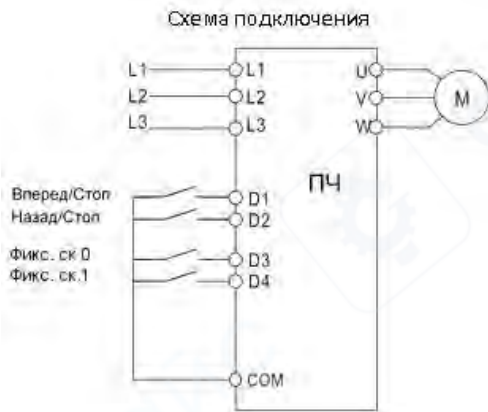 Схема подключения
L1 L1 U
L2 L2 V M
L3 L3 W
ПЧ
Вперед/Стоп D1
Назад/Стоп D2
Фикс. ск 0 D3
Фикс. ск.1 D4
COM